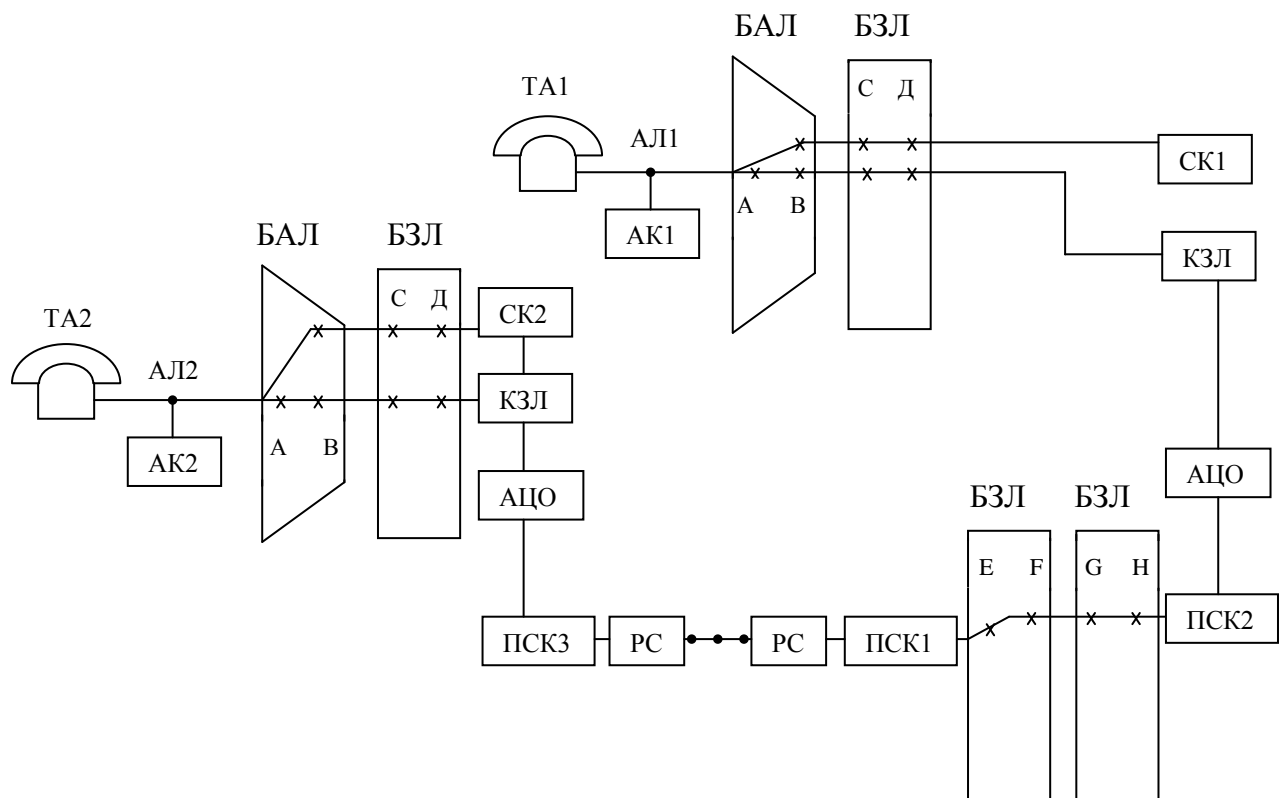 БАЛ БЗЛ
ТА1 С Д
АЛ1
СК1
А В
АК1
КЗЛ
БАЛ БЗЛ
С Д
СК2
ТА2
АЛ2
КЗЛ
А В
АК2
АЦО
АЦО
БЗЛ БЗЛ
E F G H
ПСК3 РС РС ПСК1 ПСК2